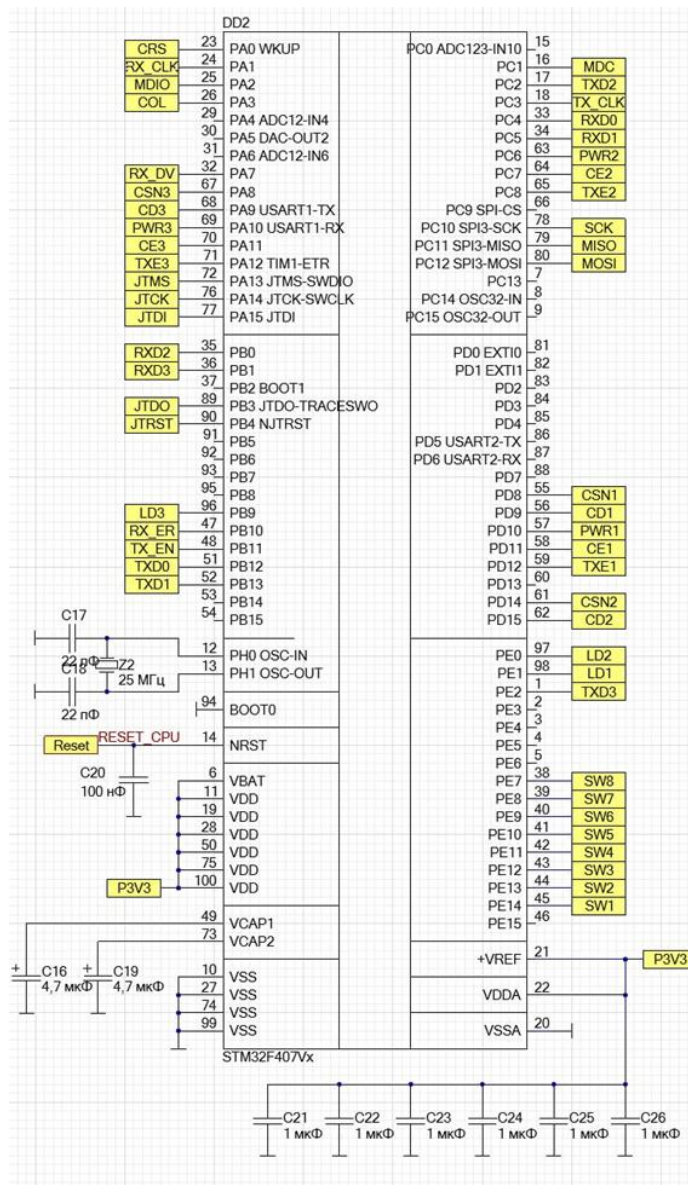 DD2
CRS 23 PA0 WKUP PC0 ADC123-IN10 15
RX_CLK 24 PA1 PC1 16 MDC
MDIO 25 PA2 PC2 17 TXD2
COL 26 PA3 PC3 18 TX_CLK
29 PA4 ADC12-IN4 PC4 33 RXD0
30 PA5 DAC-OUT2 PC5 34 RXD1
31 PA6 ADC12-IN6 PC6 63 PWR2
RX_DV 32 PA7 PC7 64 CE2
CSN3 67 PA8 PC8 65 TXE2
CD3 68 PA9 USART1-TX PC9 SPI-CS 66
PWR3 69 PA10 USART1-RX PC10 SPI3-SCK 78 SCK
CE3 70 PA11 PC11 SPI3-MISO 79 MISO
TXE3 71 PA12 TIM1-ETR PC12 SPI3-MOSI 80 MOSI
JTMS 72 PA13 JTMS-SWDIO PC13 7
JTCK 76 PA14 JTCK-SWCLK PC14 OSC32-IN 8
JTDI 77 PA15 JTDI PC15 OSC32-OUT 9
RXD2 35 PB0 PD0 EXTI0 81
RXD3 36 PB1 PD1 EXTI1 82
37 PB2 BOOT1 PD2 83
JTDO 89 PB3 JTDO-TRACESWO PD3 84
JTRST 90 PB4 NJTRST PD4 85
91 PB5 PD5 USART2-TX 86
92 PB6 PD6 USART2-RX 87
93 PB7 PD7 88
95 PB8 PD8 55 CSN1
LD3 96 PB9 PD9 56 CD1
RX_ER 47 PB10 PD10 57 PWR1
TX_EN 48 PB11 PD11 58 CE1
TXD0 51 PB12 PD12 59 TXE1
TXD1 52 PB13 PD13 60
53 PB14 PD14 61 CSN2
54 PB15 PD15 62 CD2
C17
22 пФ 12 PH0 OSC-IN PE0 97 LD2
C18 Z2 25 МГц 13 PH1 OSC-OUT PE1 98 LD1
22 пФ PE2 1 TXD3
94 BOOT0 PE3 2
PE4 3
Reset RESET_CPU 14 NRST PE5 4
PE6 5
C20 6 VBAT PE7 38 SW8
100 нФ 11 VDD PE8 39 SW7
19 VDD PE9 40 SW6
28 VDD PE10 41 SW5
50 VDD PE11 42 SW4
75 VDD PE12 43 SW3
P3V3 100 VDD PE13 44 SW2
PE14 45 SW1
49 VCAP1 PE15 46
73 VCAP2
+VREF 21 P3V3
+ C16 + C19 10 VSS
4,7 мкФ 4,7 мкФ 27 VSS VDDA 22
74 VSS
99 VSS VSSA 20
STM32F407Vx
C21 C22 C23 C24 C25 C26
1 мкФ 1 мкФ 1 мкФ 1 мкФ 1 мкФ 1 мкФ